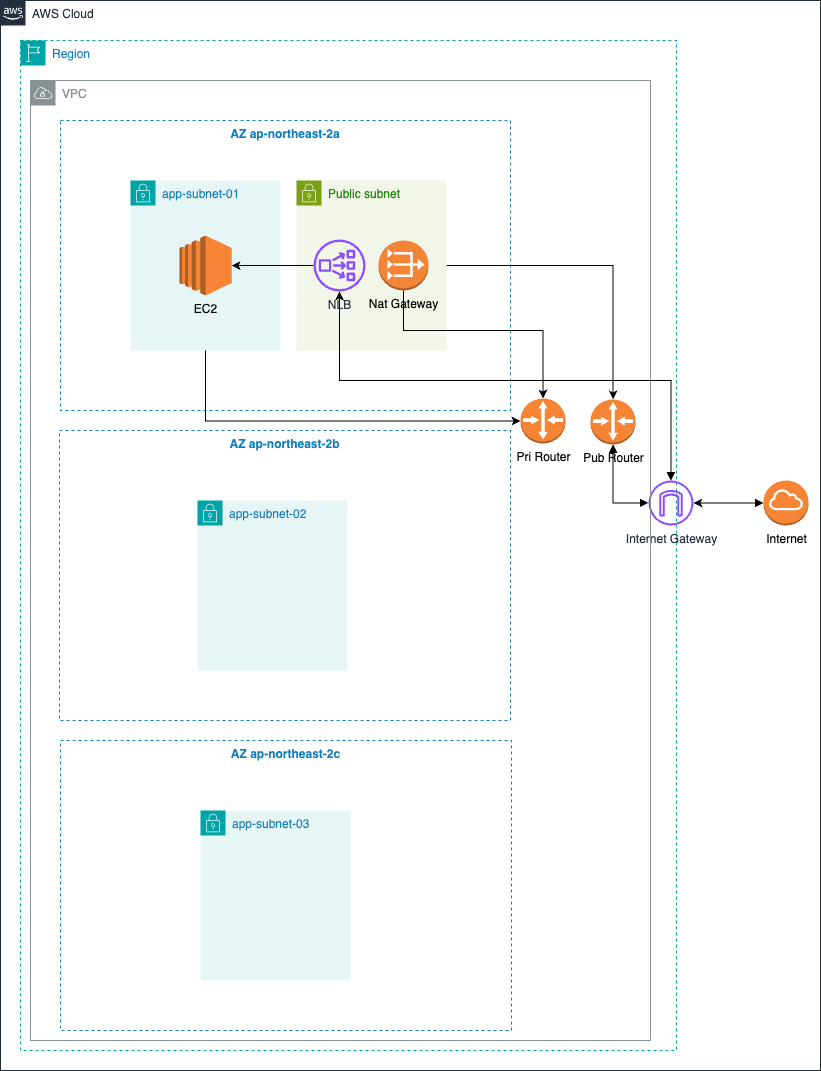 aws
AWS Cloud
Region
VPC
AZ ap-northeast-2a
app-subnet-01
Public subnet
EC2
NLB
Nat Gateway
Pri Router
Pub Router
AZ ap-northeast-2b
app-subnet-02
Internet Gateway
Internet
AZ ap-northeast-2c
app-subnet-03